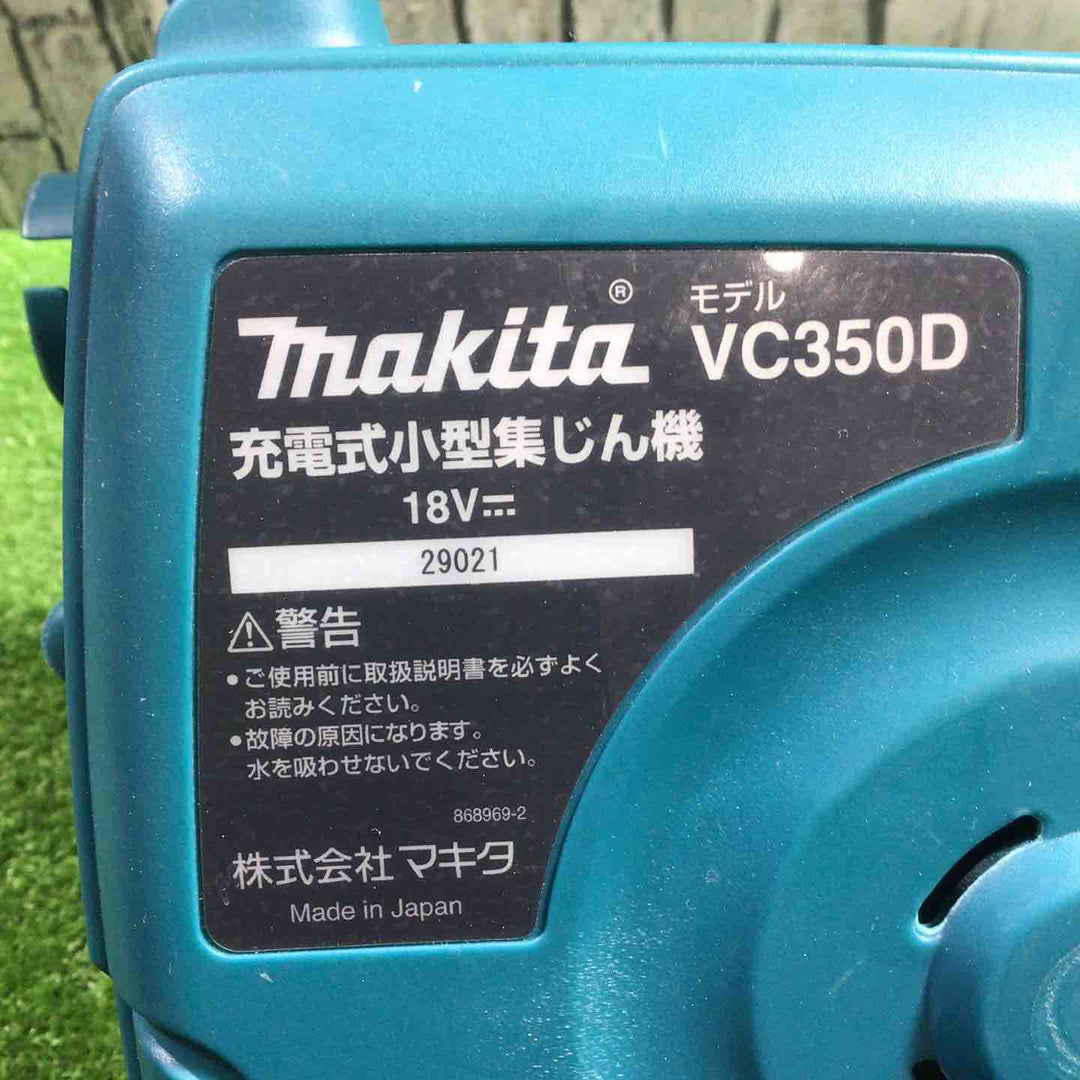 makita® モデル VC350D
充電式小型集じん機
18V⎓
29021
⚠警告
•ご使用前に取扱説明書を必ずよく
お読みください。
•故障の原因になります。
水を吸わせないでください。
868969-2
株式会社 マキタ
Made in Japan